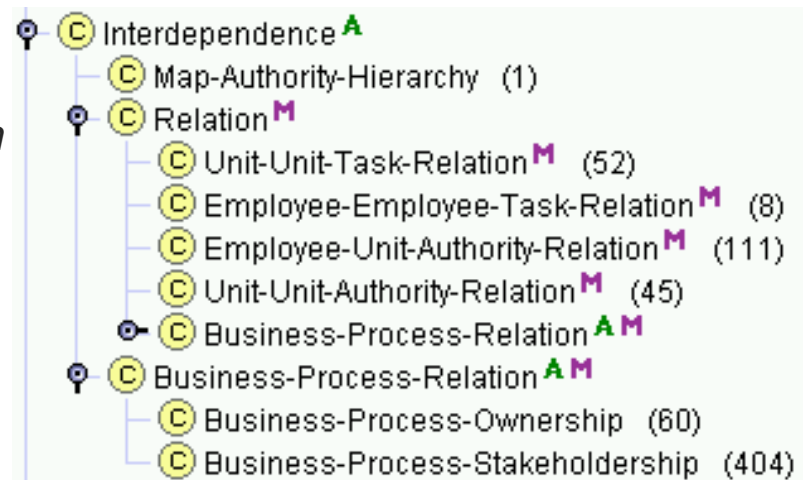 C Interdependence A
C Map-Authority-Hierarchy (1)
C Relation M
C Unit-Unit-Task-Relation M (52)
C Employee-Employee-Task-Relation M (8)
C Employee-Unit-Authority-Relation M (111)
C Unit-Unit-Authority-Relation M (45)
C Business-Process-Relation A M
C Business-Process-Relation A M
C Business-Process-Ownership (60)
C Business-Process-Stakeholdership (404)